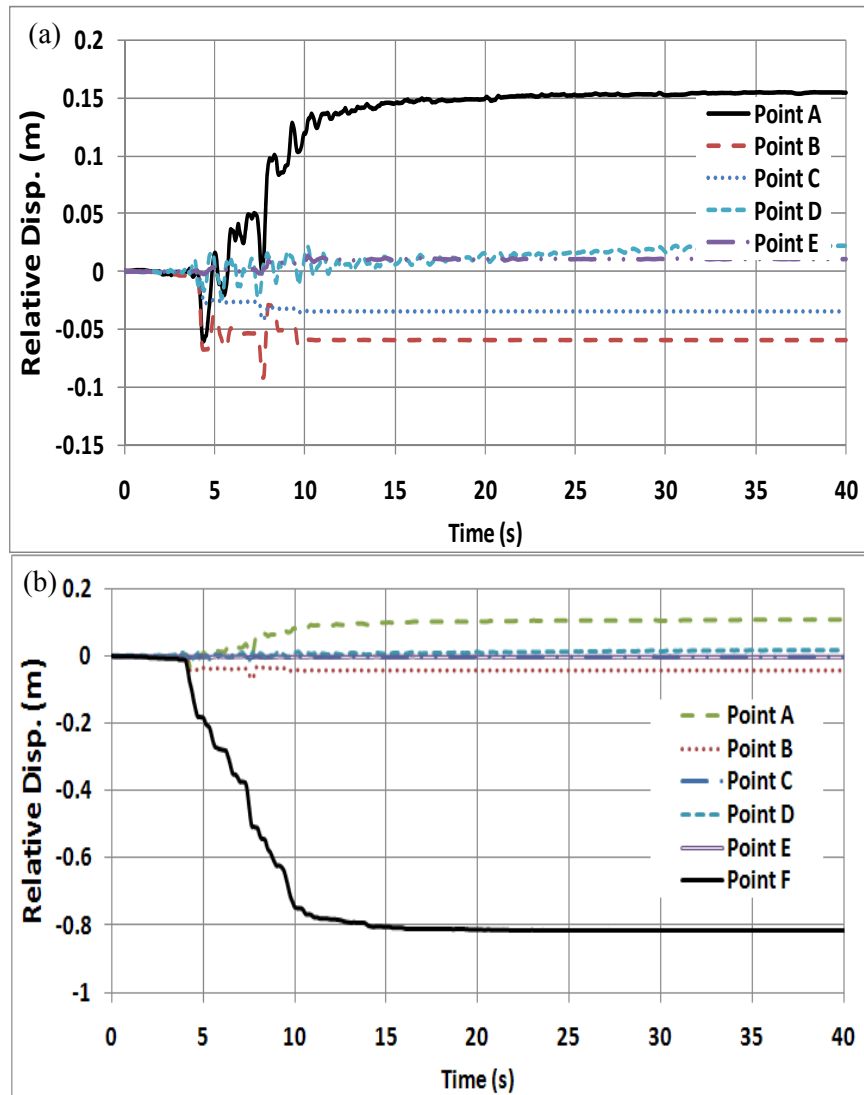 (a)
0.2
0.15
0.1
0.05
0
-0.05
-0.1
-0.15
Relative Disp. (m)
Point A
Point B
Point C
Point D
Point E
0 5 10 15 20 25 30 35 40
Time (s)
(b)
0.2
0
-0.2
-0.4
-0.6
-0.8
-1
Relative Disp. (m)
Point A
Point B
Point C
Point D
Point E
Point F
0 5 10 15 20 25 30 35 40
Time (s)